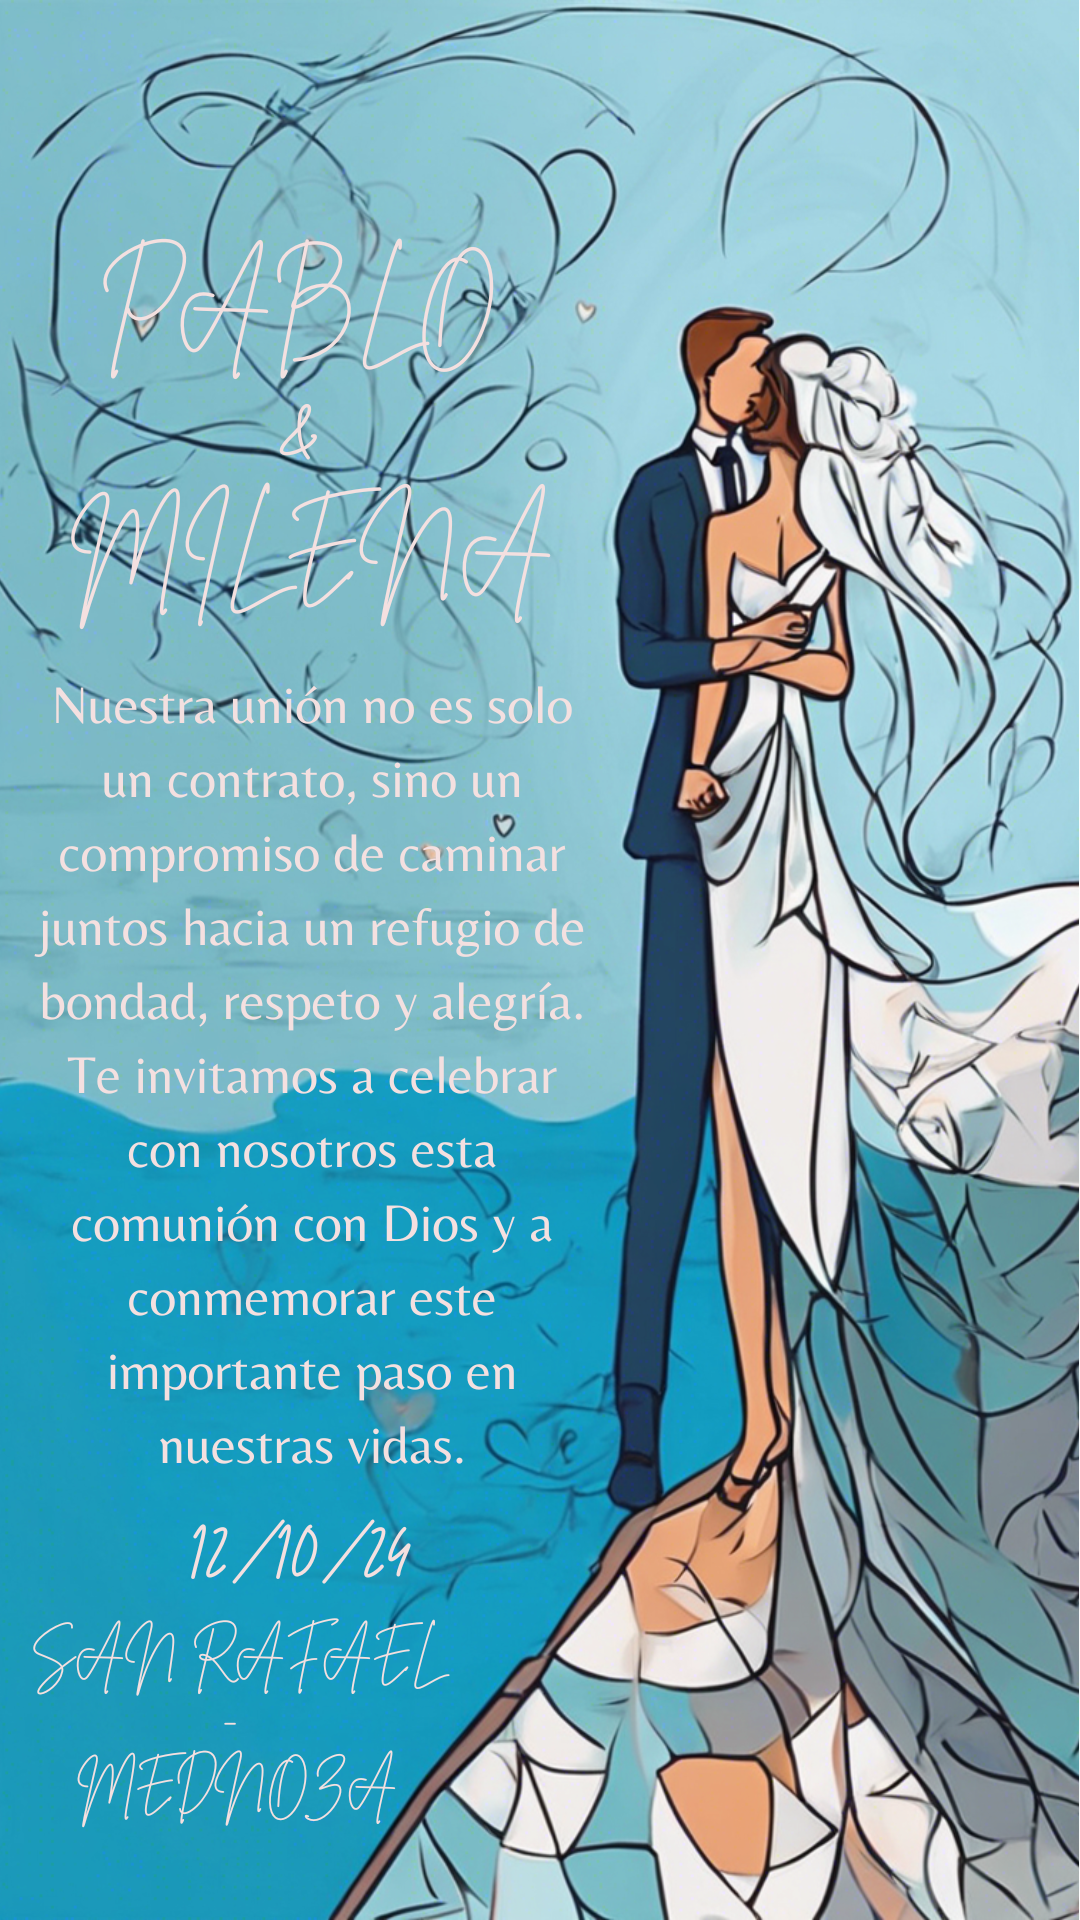 PABLO
&
MILENA
Nuestra unión no es solo
un contrato, sino un
compromiso de caminar
juntos hacia un refugio de
bondad, respeto y alegría.
Te invitamos a celebrar
con nosotros esta
comunión con Dios y a
conmemorar este
importante paso en
nuestras vidas.
12/10/24
SAN RAFAEL
-
MEDNOZA